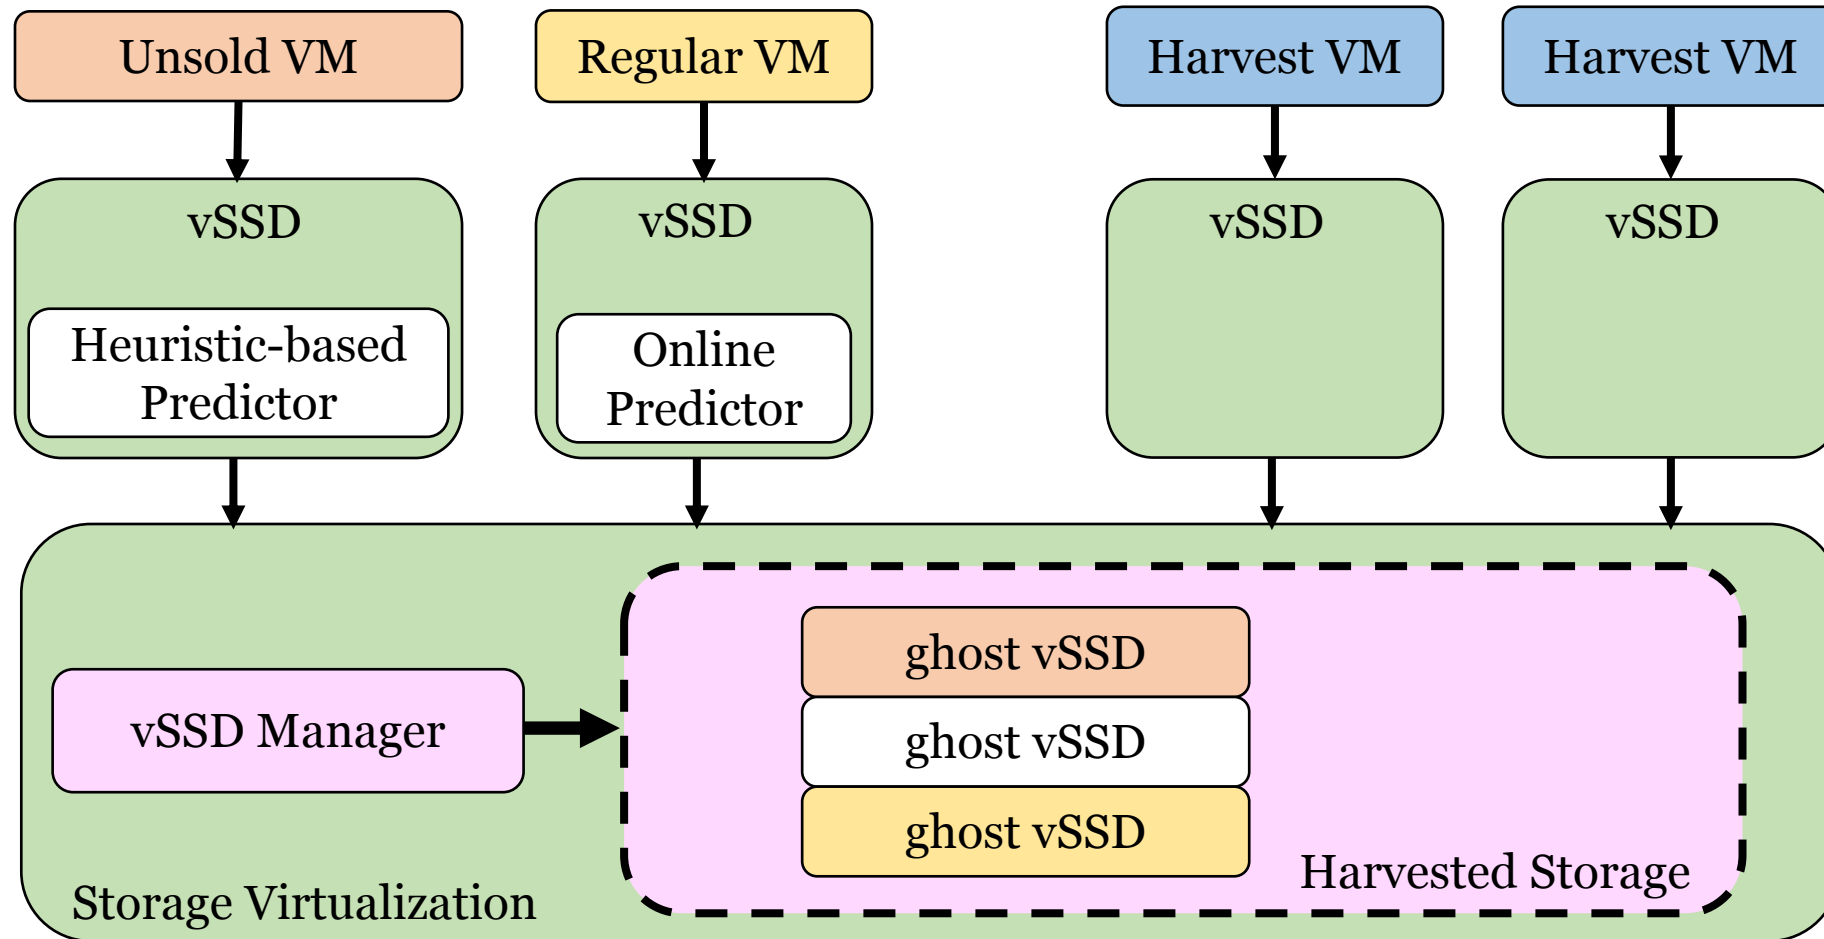 Unsold VM
Regular VM
Harvest VM
Harvest VM
vSSD
vSSD
vSSD
vSSD
Heuristic-based
Predictor
Online
Predictor
ghost vSSD
vSSD Manager
ghost vSSD
ghost vSSD
Harvested Storage
Storage Virtualization